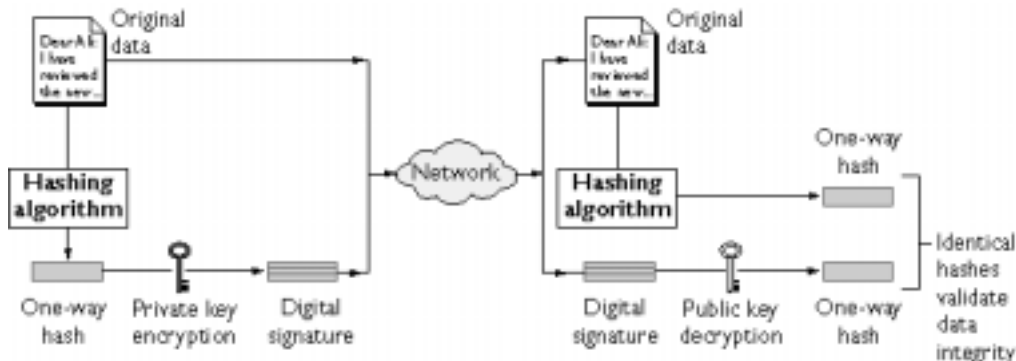 Original
data
Dear Ali:
I have
reviewed
the new...
Hashing
algorithm
One-way
hash
Private key
encryption
Digital
signature
Network
Original
data
Dear Ali:
I have
reviewed
the new...
Hashing
algorithm
One-way
hash
Digital
signature
Public key
decryption
One-way
hash
Identical
hashes
validate
data
integrity